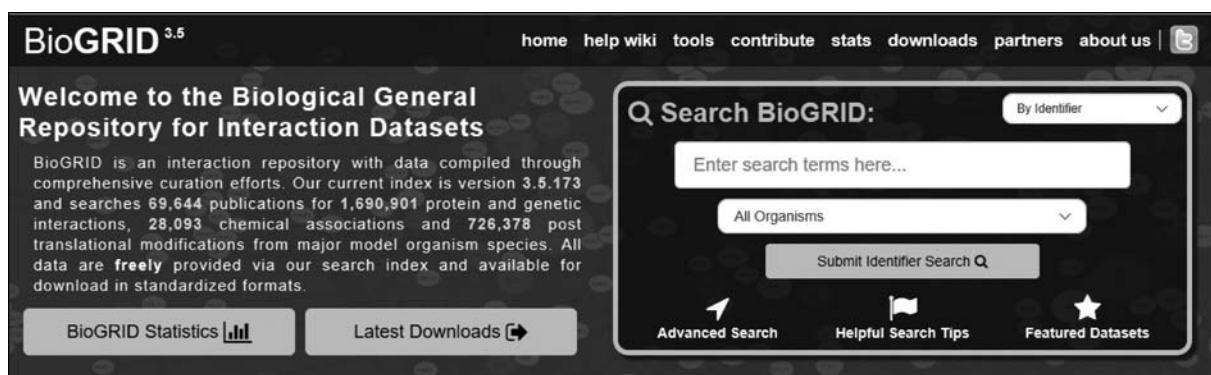 BioGRID 3.5
home help wiki tools contribute stats downloads partners about us |
Welcome to the Biological General
Repository for Interaction Datasets
BioGRID is an interaction repository with data compiled through
comprehensive curation efforts. Our current index is version 3.5.173
and searches 69,644 publications for 1,690,901 protein and genetic
interactions, 28,093 chemical associations and 726,378 post
translational modifications from major model organism species. All
data are freely provided via our search index and available for
download in standardized formats.
BioGRID Statistics
Latest Downloads
Search BioGRID:
By Identifier
Enter search terms here...
All Organisms
Submit Identifier Search
Advanced Search
Helpful Search Tips
Featured Datasets